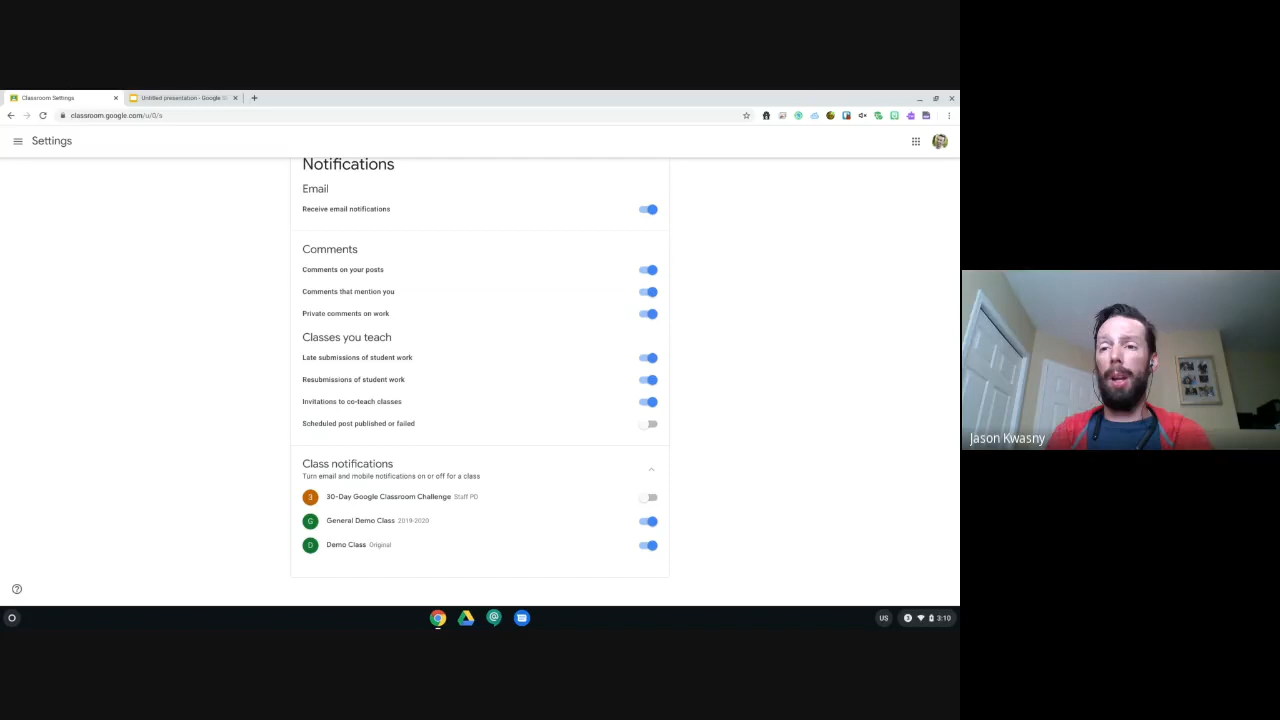 Classroom Settings
Untitled presentation - Google Sl
classroom.google.com/u/0/s
Settings
Notifications
Email
Receive email notifications
Comments
Comments on your posts
Comments that mention you
Private comments on work
Classes you teach
Late submissions of student work
Resubmissions of student work
Invitations to co-teach classes
Scheduled post published or failed
Class notifications
Turn email and mobile notifications on or off for a class
3 30-Day Google Classroom Challenge Staff PD
G General Demo Class 2019-2020
D Demo Class Original
Jason Kwasny
US 3:10